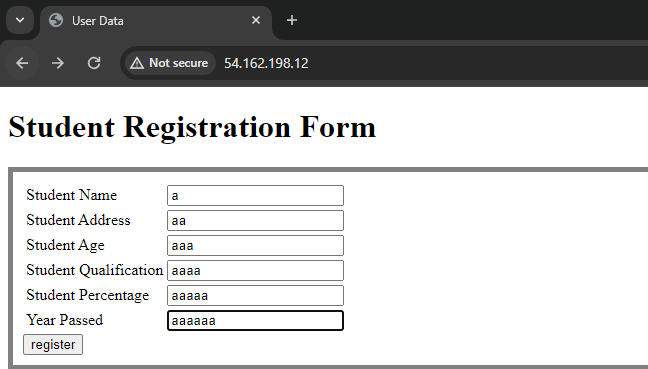 User Data
Not secure 54.162.198.12
Student Registration Form
Student Name a
Student Address aa
Student Age aaa
Student Qualification aaaa
Student Percentage aaaaa
Year Passed aaaaaa
register